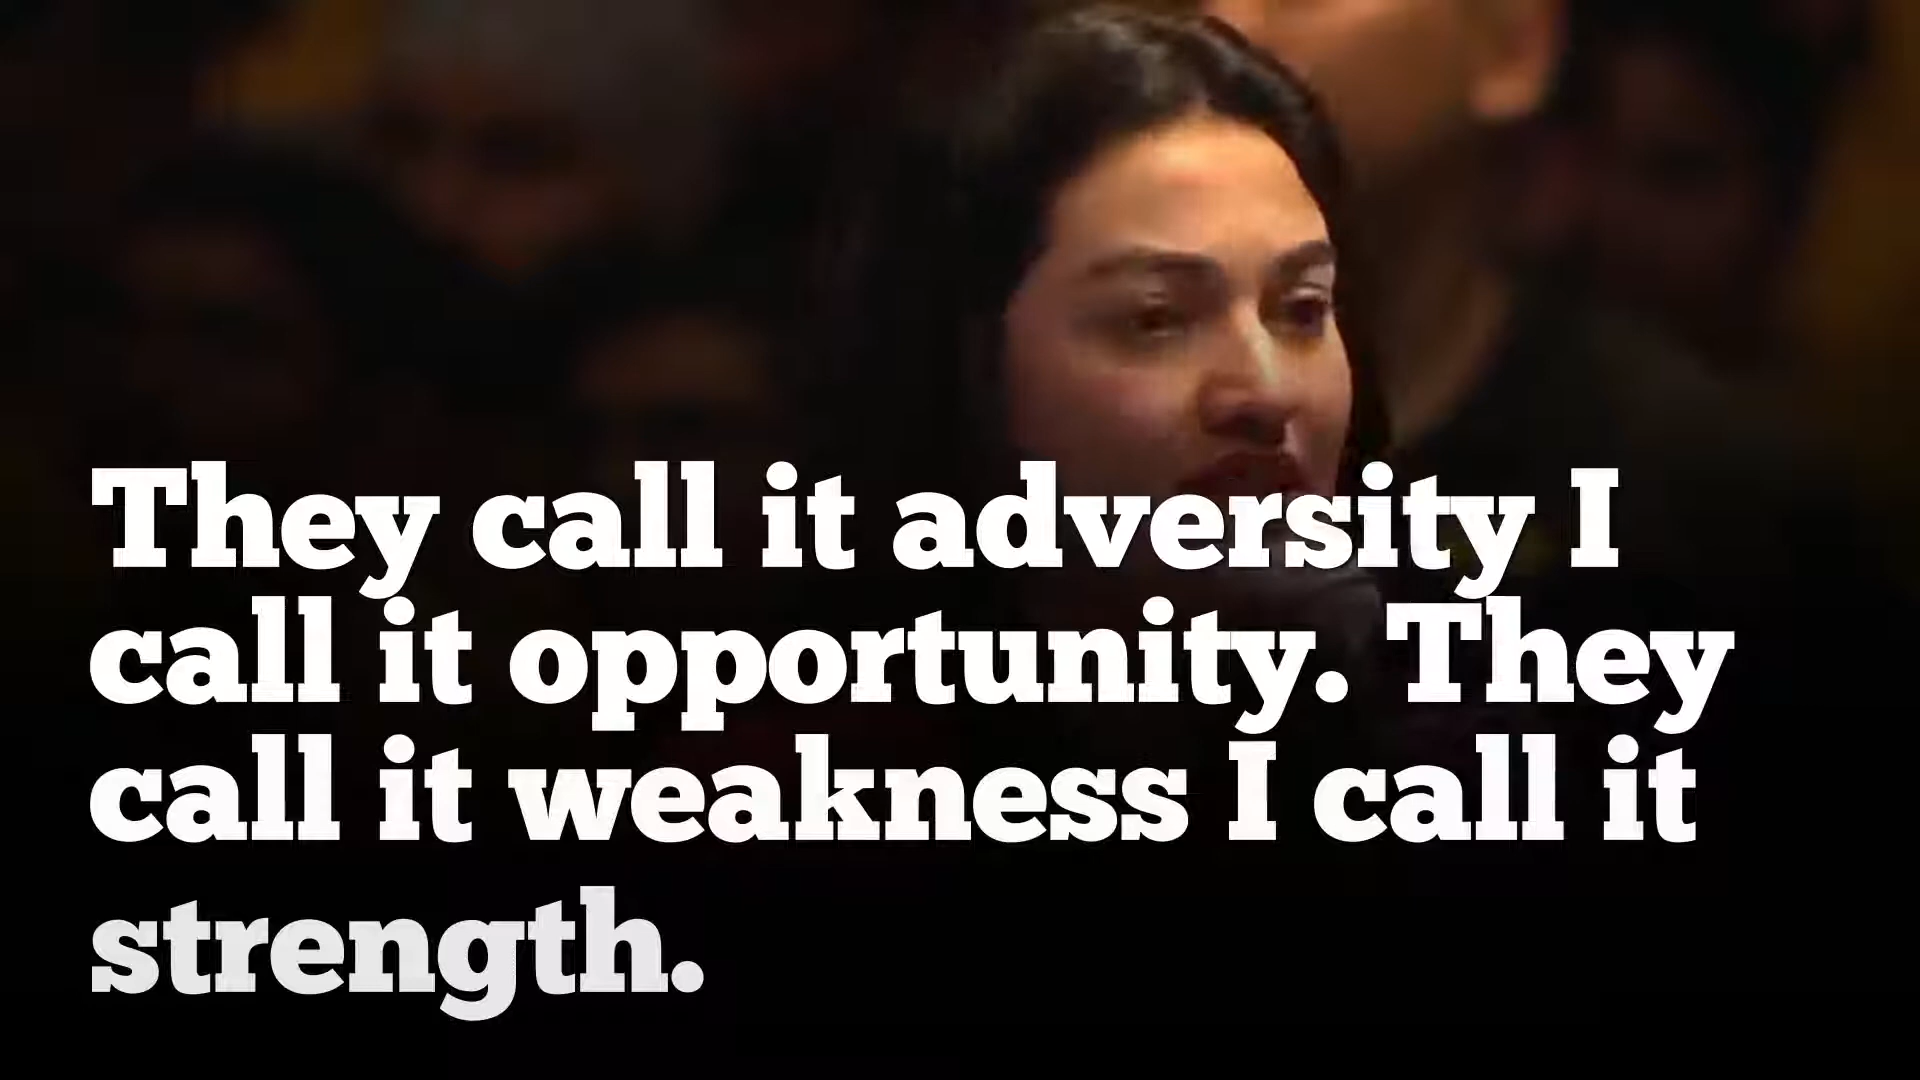 They call it adversity I
call it opportunity. They
call it weakness I call it
strength.